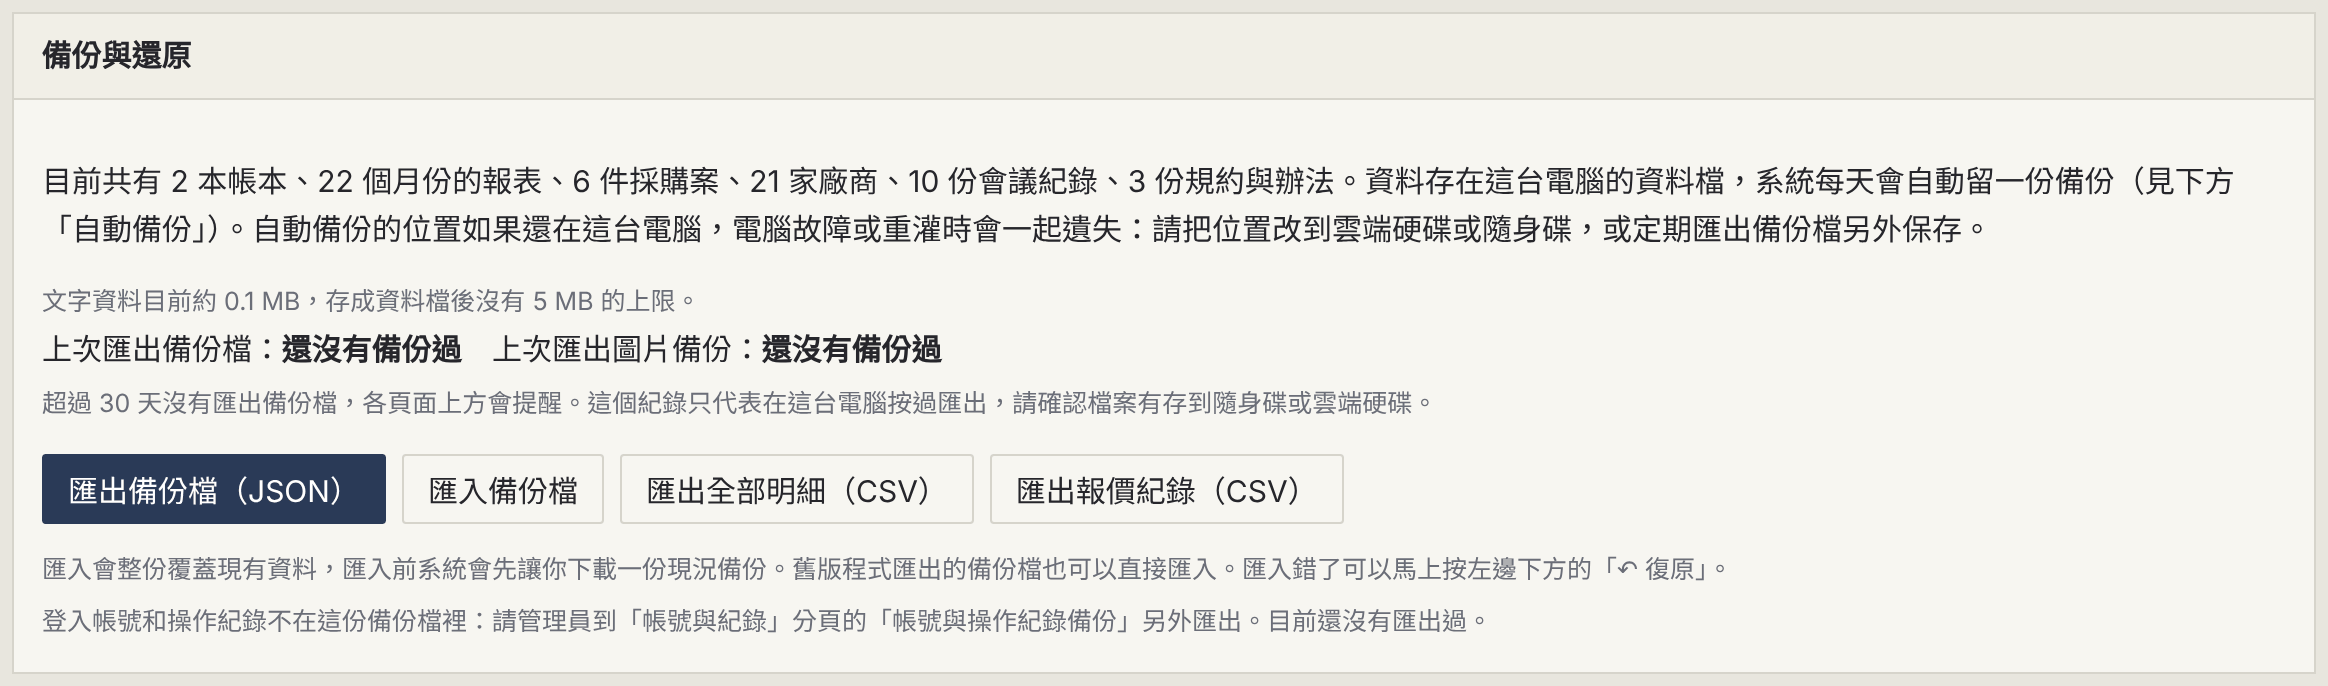 備份與還原
目前共有 2 本帳本、22 個月份的報表、6 件採購案、21 家廠商、10 份會議紀錄、3 份規約與辦法。資料存在這台電腦的資料檔，系統每天會自動留一份備份（見下方
「自動備份」）。自動備份的位置如果還在這台電腦，電腦故障或重灌時會一起遺失：請把位置改到雲端硬碟或隨身碟，或定期匯出備份檔另外保存。
文字資料目前約 0.1 MB，存成資料檔後沒有 5 MB 的上限。
上次匯出備份檔：還沒有備份過　上次匯出圖片備份：還沒有備份過
超過 30 天沒有匯出備份檔，各頁面上方會提醒。這個紀錄只代表在這台電腦按過匯出，請確認檔案有存到隨身碟或雲端硬碟。
匯出備份檔（JSON）　匯入備份檔　匯出全部明細（CSV）　匯出報價紀錄（CSV）
匯入會整份覆蓋現有資料，匯入前系統會先讓你下載一份現況備份。舊版程式匯出的備份檔也可以直接匯入。匯入錯了可以馬上按左邊下方的「↶ 復原」。
登入帳號和操作紀錄不在這份備份檔裡：請管理員到「帳號與紀錄」分頁的「帳號與操作紀錄備份」另外匯出。目前還沒有匯出過。